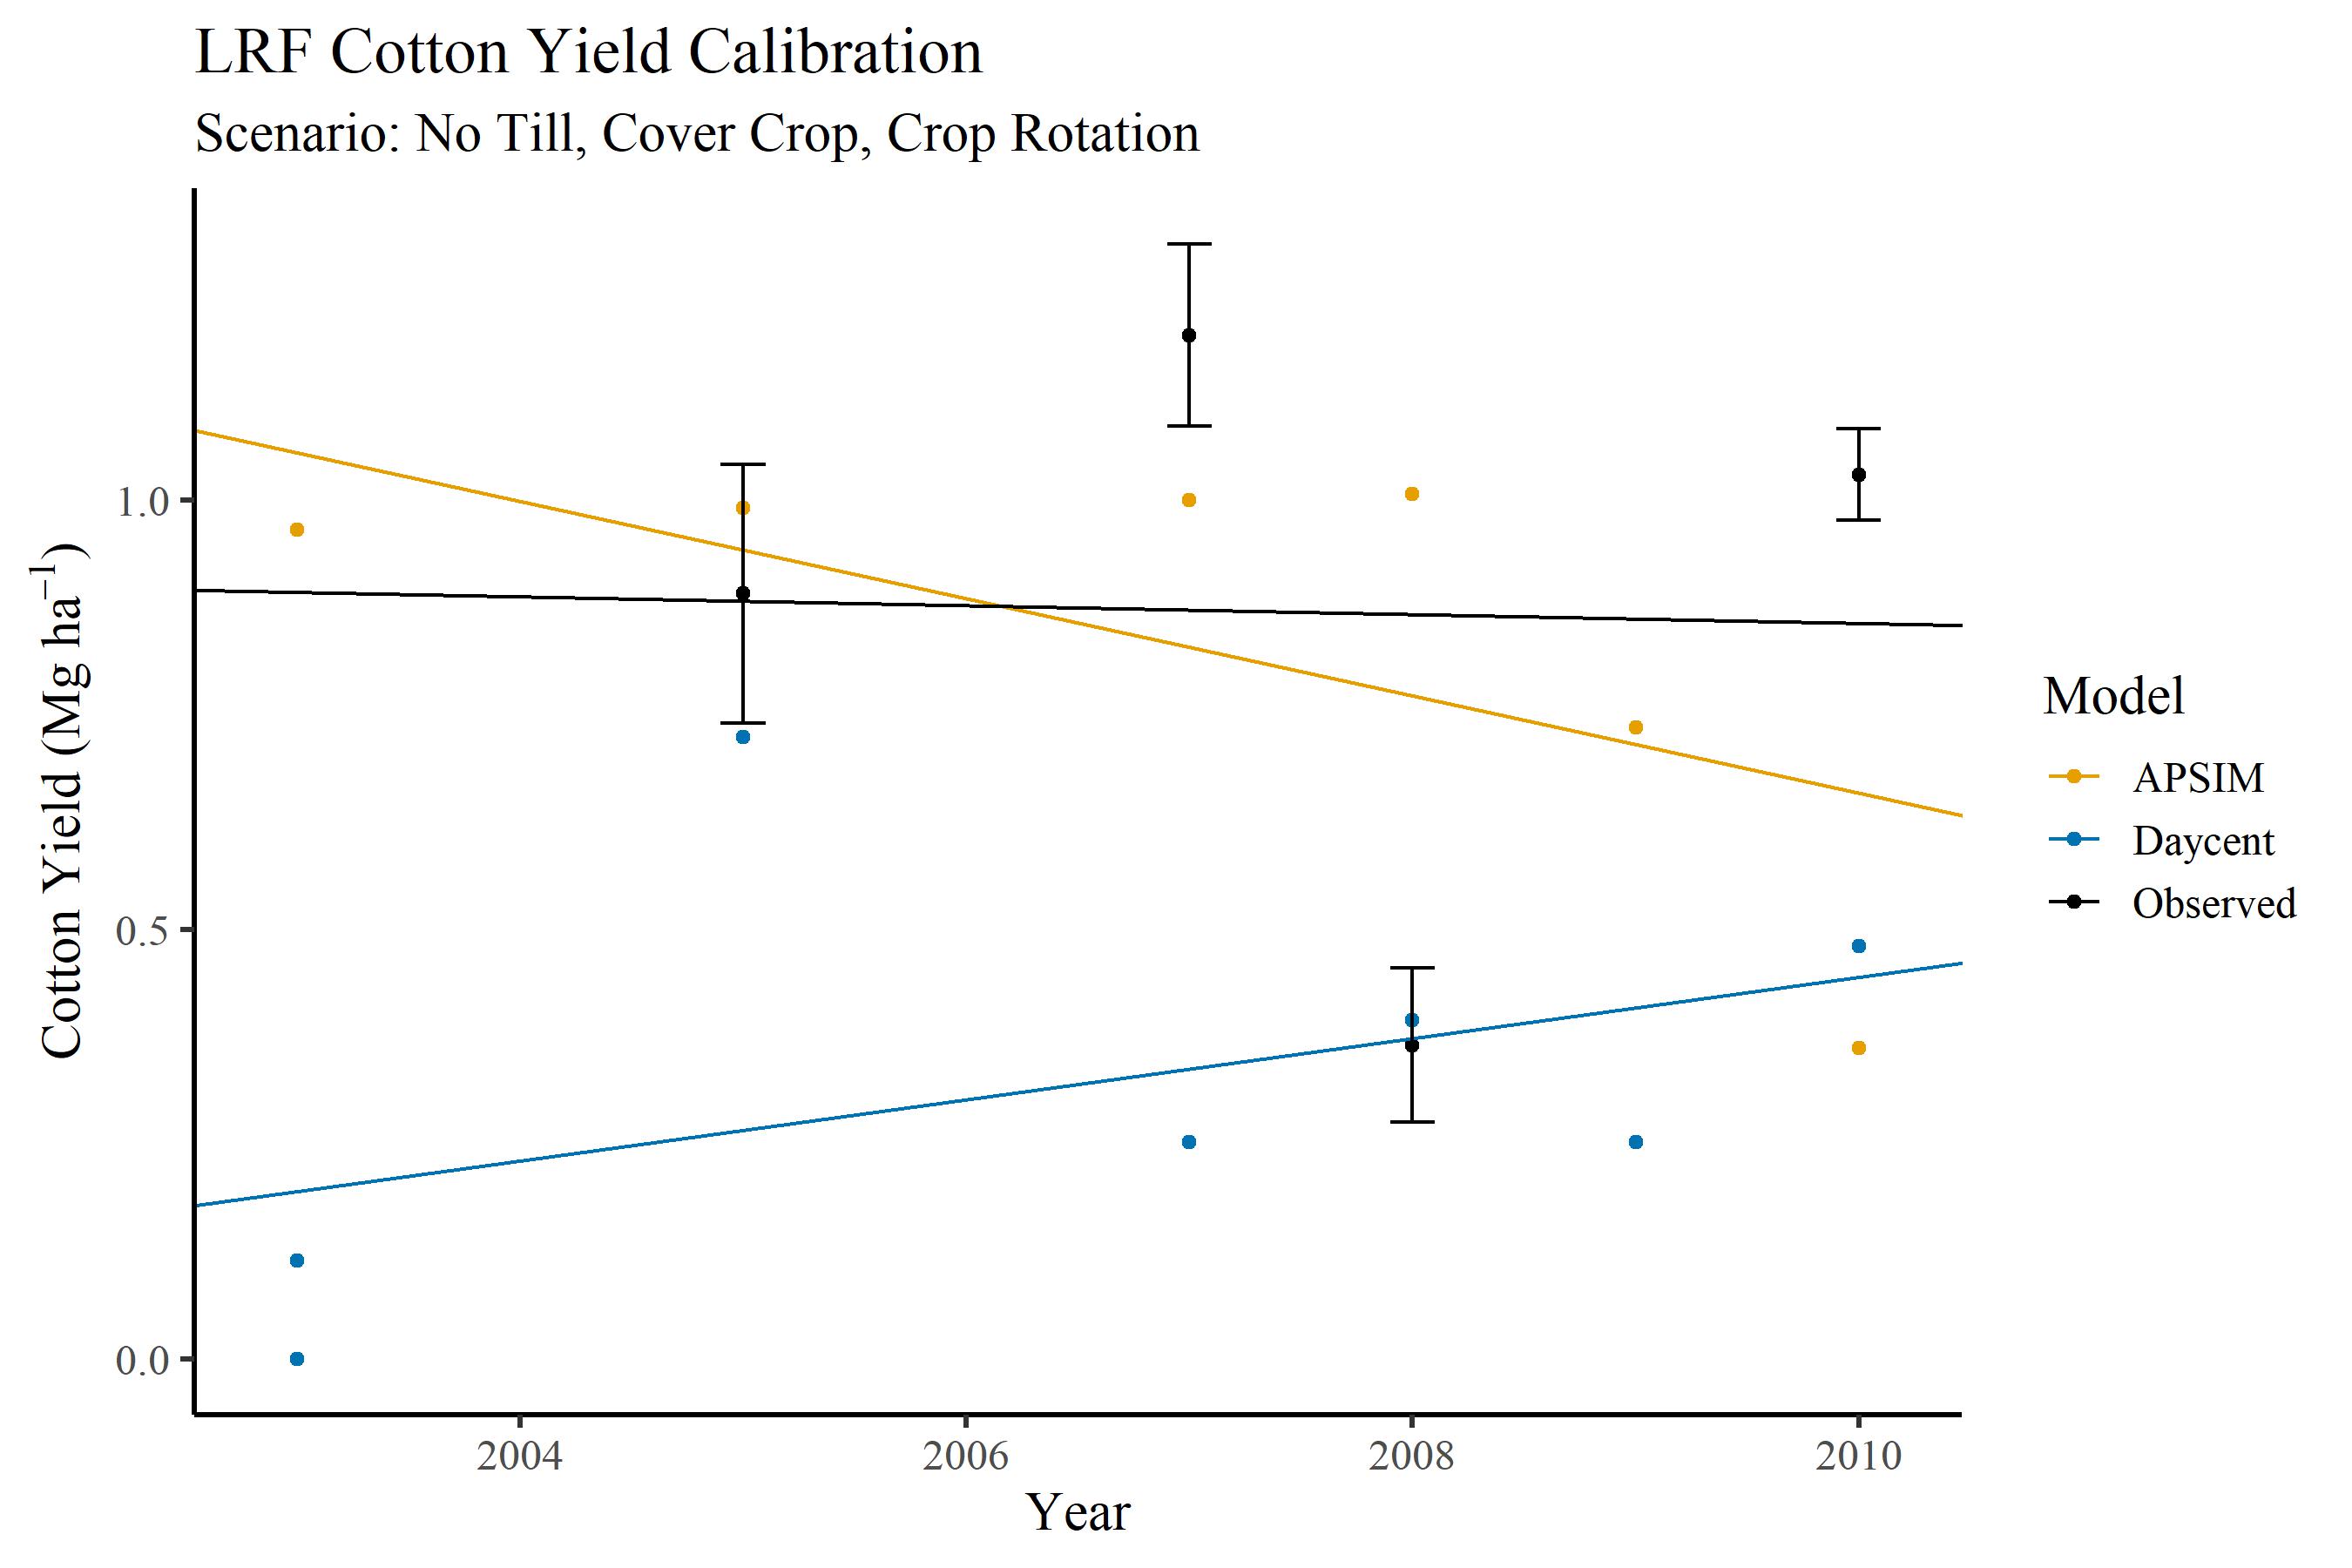 LRF Cotton Yield Calibration
Scenario: No Till, Cover Crop, Crop Rotation
Cotton Yield (Mg ha⁻¹)
1.0
0.5
0.0
2004
2006
2008
2010
Year
Model
APSIM
Daycent
Observed